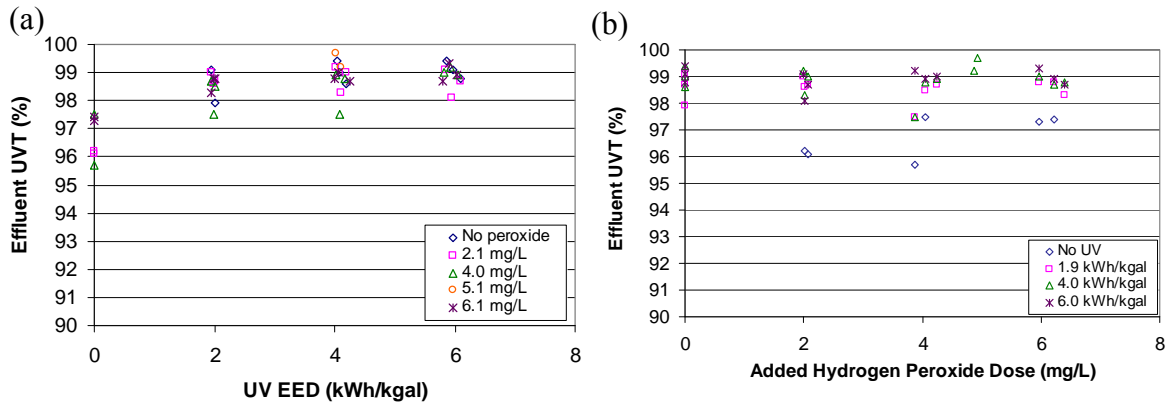 (a)
Effluent UVT (%)
100
99
98
97
96
95
94
93
92
91
90
0 2 4 6 8
UV EED (kWh/kgal)
No peroxide
2.1 mg/L
4.0 mg/L
5.1 mg/L
6.1 mg/L
(b)
Effluent UVT (%)
100
99
98
97
96
95
94
93
92
91
90
0 2 4 6 8
Added Hydrogen Peroxide Dose (mg/L)
No UV
1.9 kWh/kgal
4.0 kWh/kgal
6.0 kWh/kgal